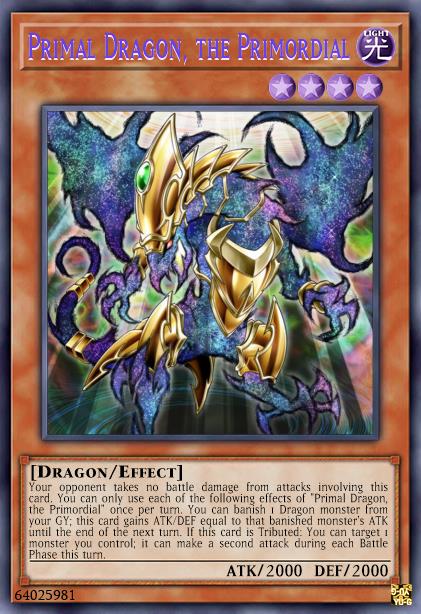 Primal Dragon, the Primordial
LIGHT
光
[Dragon/Effect]
Your opponent takes no battle damage from attacks involving this
card. You can only use each of the following effects of "Primal Dragon,
the Primordial" once per turn. You can banish 1 Dragon monster from
your GY; this card gains ATK/DEF equal to that banished monster's ATK
until the end of the next turn. If this card is Tributed: You can target 1
monster you control; it can make a second attack during each Battle
Phase this turn.
ATK/2000 DEF/2000
64025981